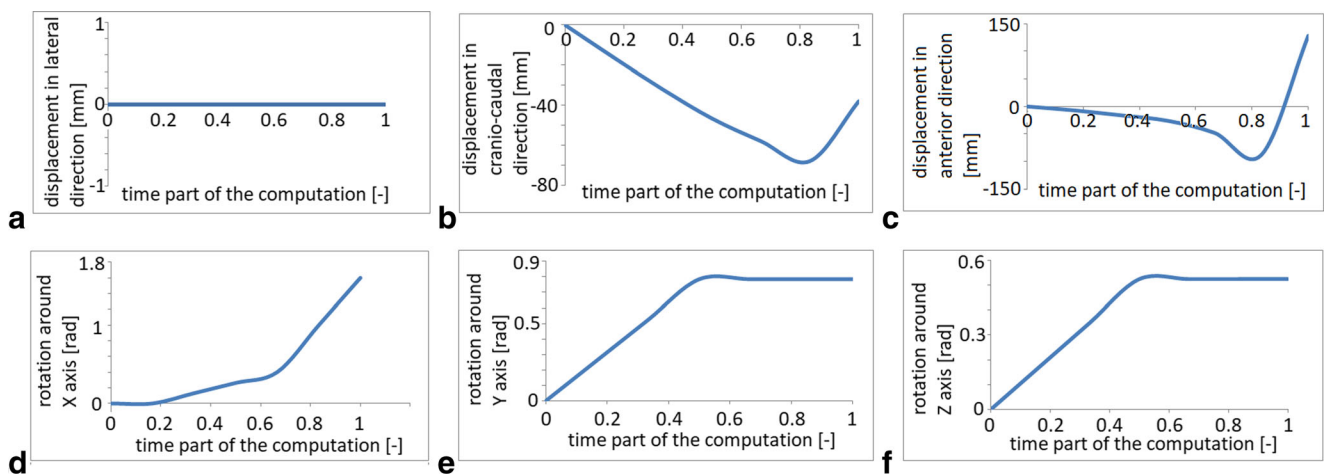 displacement in lateral
direction [mm]
1
0
-1
0 0.2 0.4 0.6 0.8 1
time part of the computation [-]
a
displacement in
cranio-caudal
direction [mm]
0
-40
-80
0 0.2 0.4 0.6 0.8 1
time part of the computation [-]
b
displacement in
anterior direction
[mm]
150
0
-150
0 0.2 0.4 0.6 0.8 1
time part of the computation [-]
c
rotation around
X axis [rad]
1.8
1
0
0 0.2 0.4 0.6 0.8 1
time part of the computation [-]
d
rotation around
Y axis [rad]
0.9
0.5
0
0 0.2 0.4 0.6 0.8 1
time part of the computation [-]
e
rotation around
Z axis [rad]
0.6
0.3
0
0 0.2 0.4 0.6 0.8 1
time part of the computation [-]
f